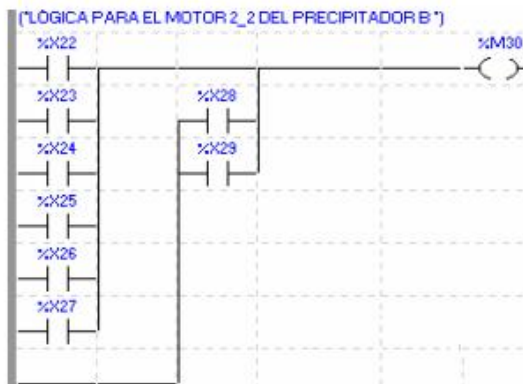 (*LÓGICA PARA EL MOTOR 2_2 DEL PRECIPITADOR B*)
%X22
%M30
%X23
%X28
%X24
%X29
%X25
%X26
%X27